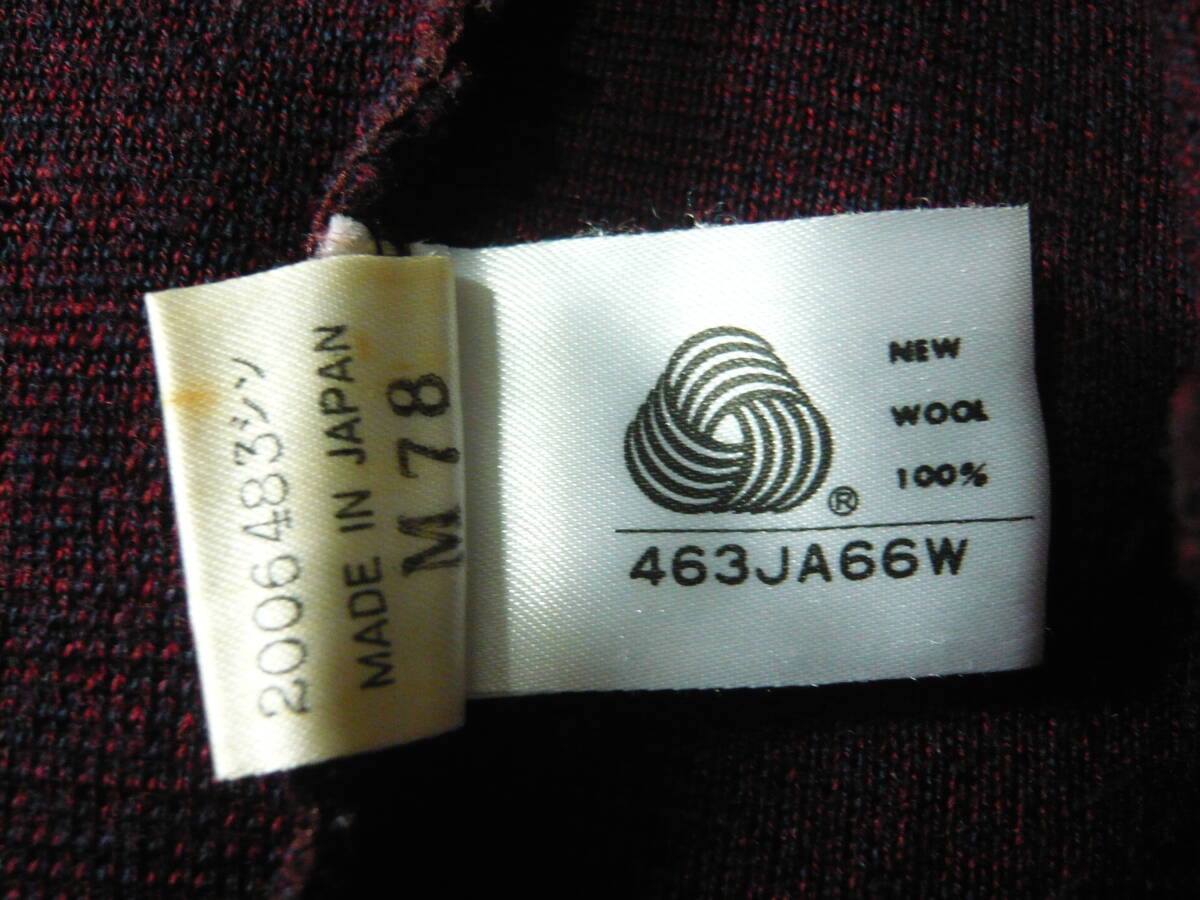 2006483ジン
MADE IN JAPAN
M 78
NEW
WOOL
100%
®
463JA66W